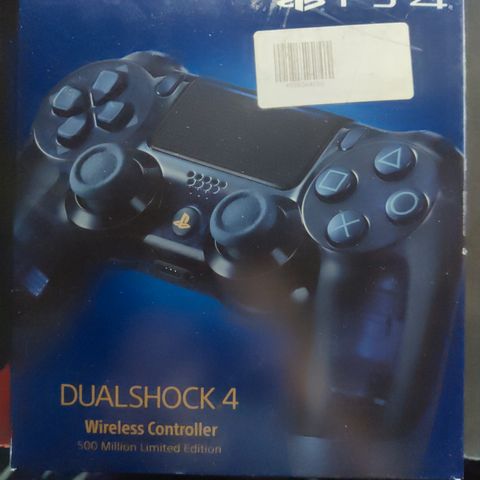 PS4
DUALSHOCK 4
Wireless Controller
500 Million Limited Edition